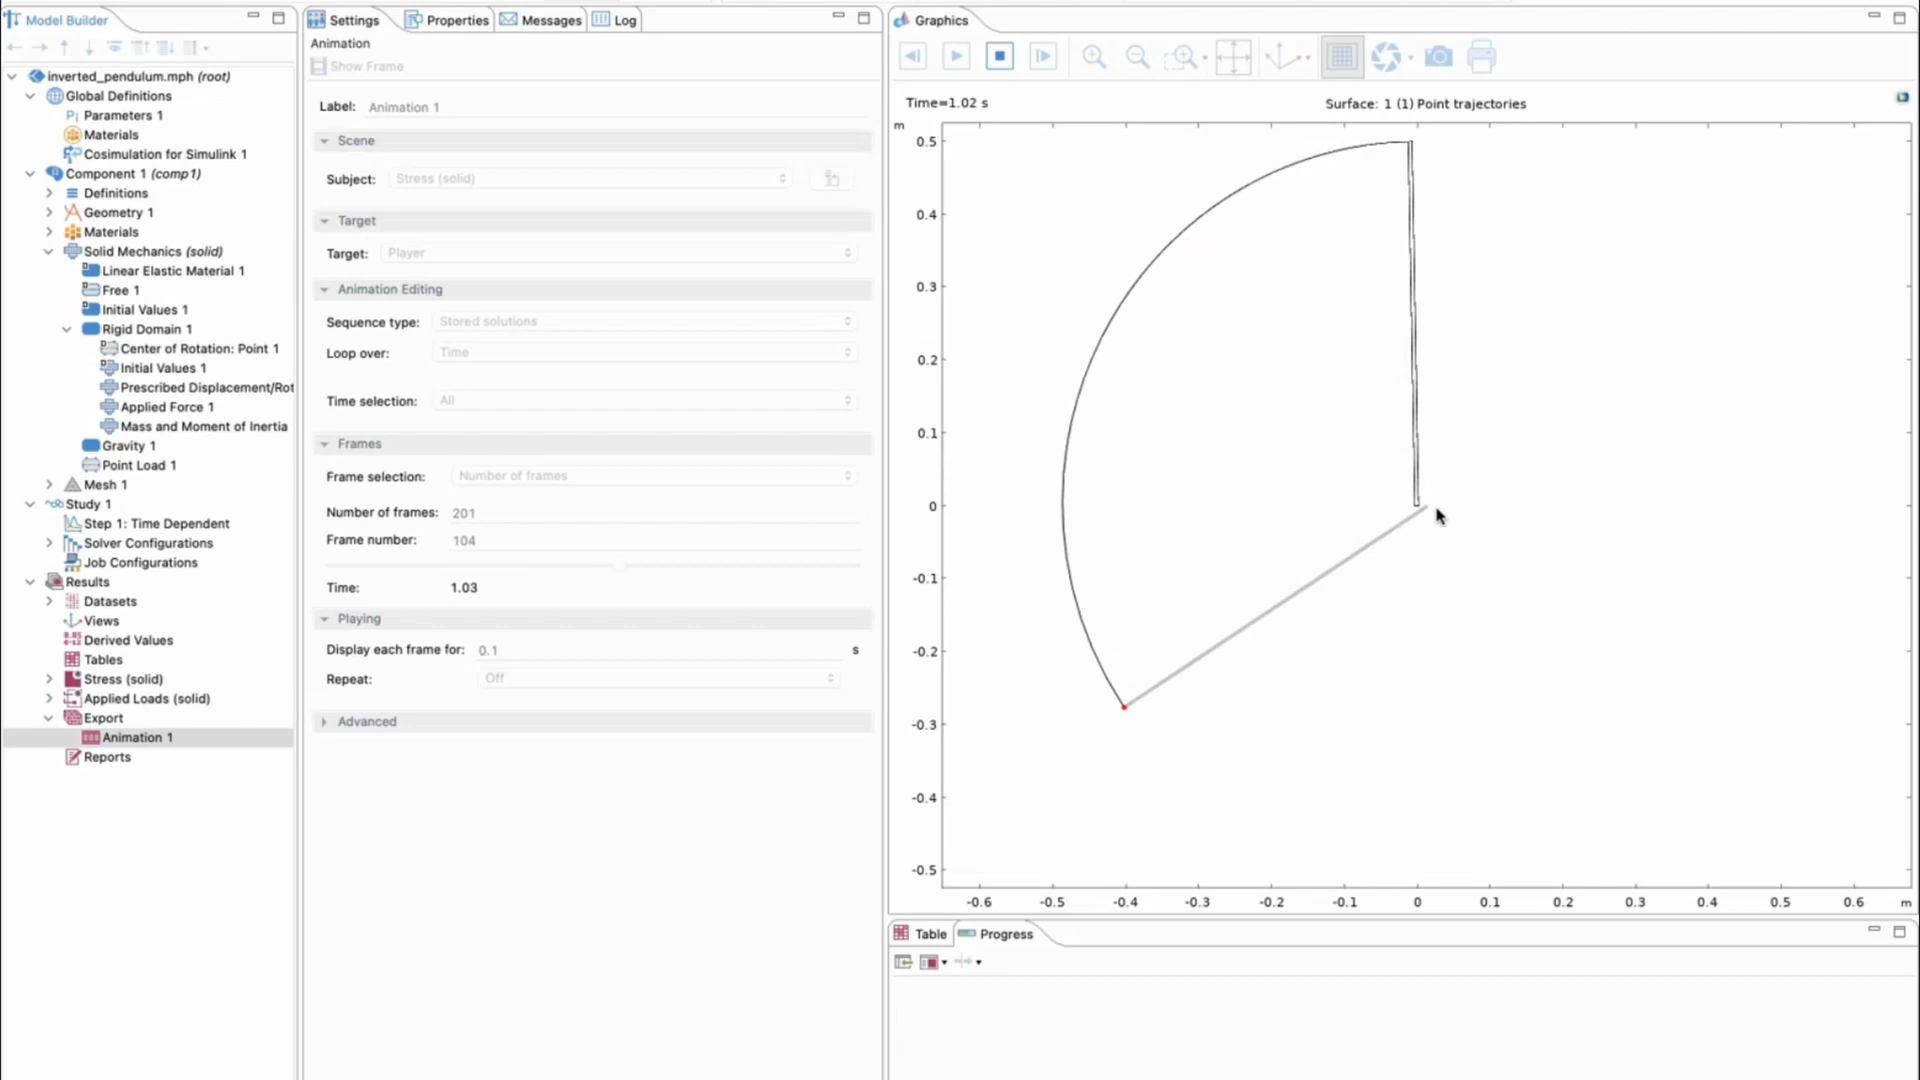 Model Builder
inverted_pendulum.mph (root)
Global Definitions
Parameters 1
Materials
Cosimulation for Simulink 1
Component 1 (comp1)
Definitions
Geometry 1
Materials
Solid Mechanics (solid)
Linear Elastic Material 1
Free 1
Initial Values 1
Rigid Domain 1
Center of Rotation: Point 1
Initial Values 1
Prescribed Displacement/Rot
Applied Force 1
Mass and Moment of Inertia
Gravity 1
Point Load 1
Mesh 1
Study 1
Step 1: Time Dependent
Solver Configurations
Job Configurations
Results
Datasets
Views
Derived Values
Tables
Stress (solid)
Applied Loads (solid)
Export
Animation 1
Reports
Settings Properties Messages Log
Animation
Show Frame
Label: Animation 1
Scene
Subject: Stress (solid)
Target
Target: Player
Animation Editing
Sequence type: Stored solutions
Loop over: Time
Time selection: All
Frames
Frame selection: Number of frames
Number of frames: 201
Frame number: 104
Time: 1.03
Playing
Display each frame for: 0.1 s
Repeat: Off
Advanced
Graphics
Time=1.02 s Surface: 1 (1) Point trajectories
m
0.5
0.4
0.3
0.2
0.1
0
-0.1
-0.2
-0.3
-0.4
-0.5
-0.6 -0.5 -0.4 -0.3 -0.2 -0.1 0 0.1 0.2 0.3 0.4 0.5 0.6 m
Table Progress